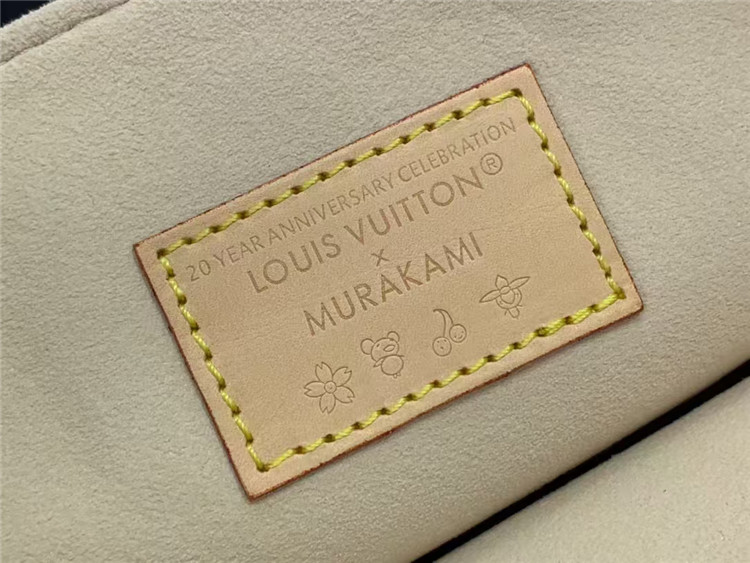 20 YEAR ANNIVERSARY CELEBRATION
LOUIS VUITTON®
×
MURAKAMI